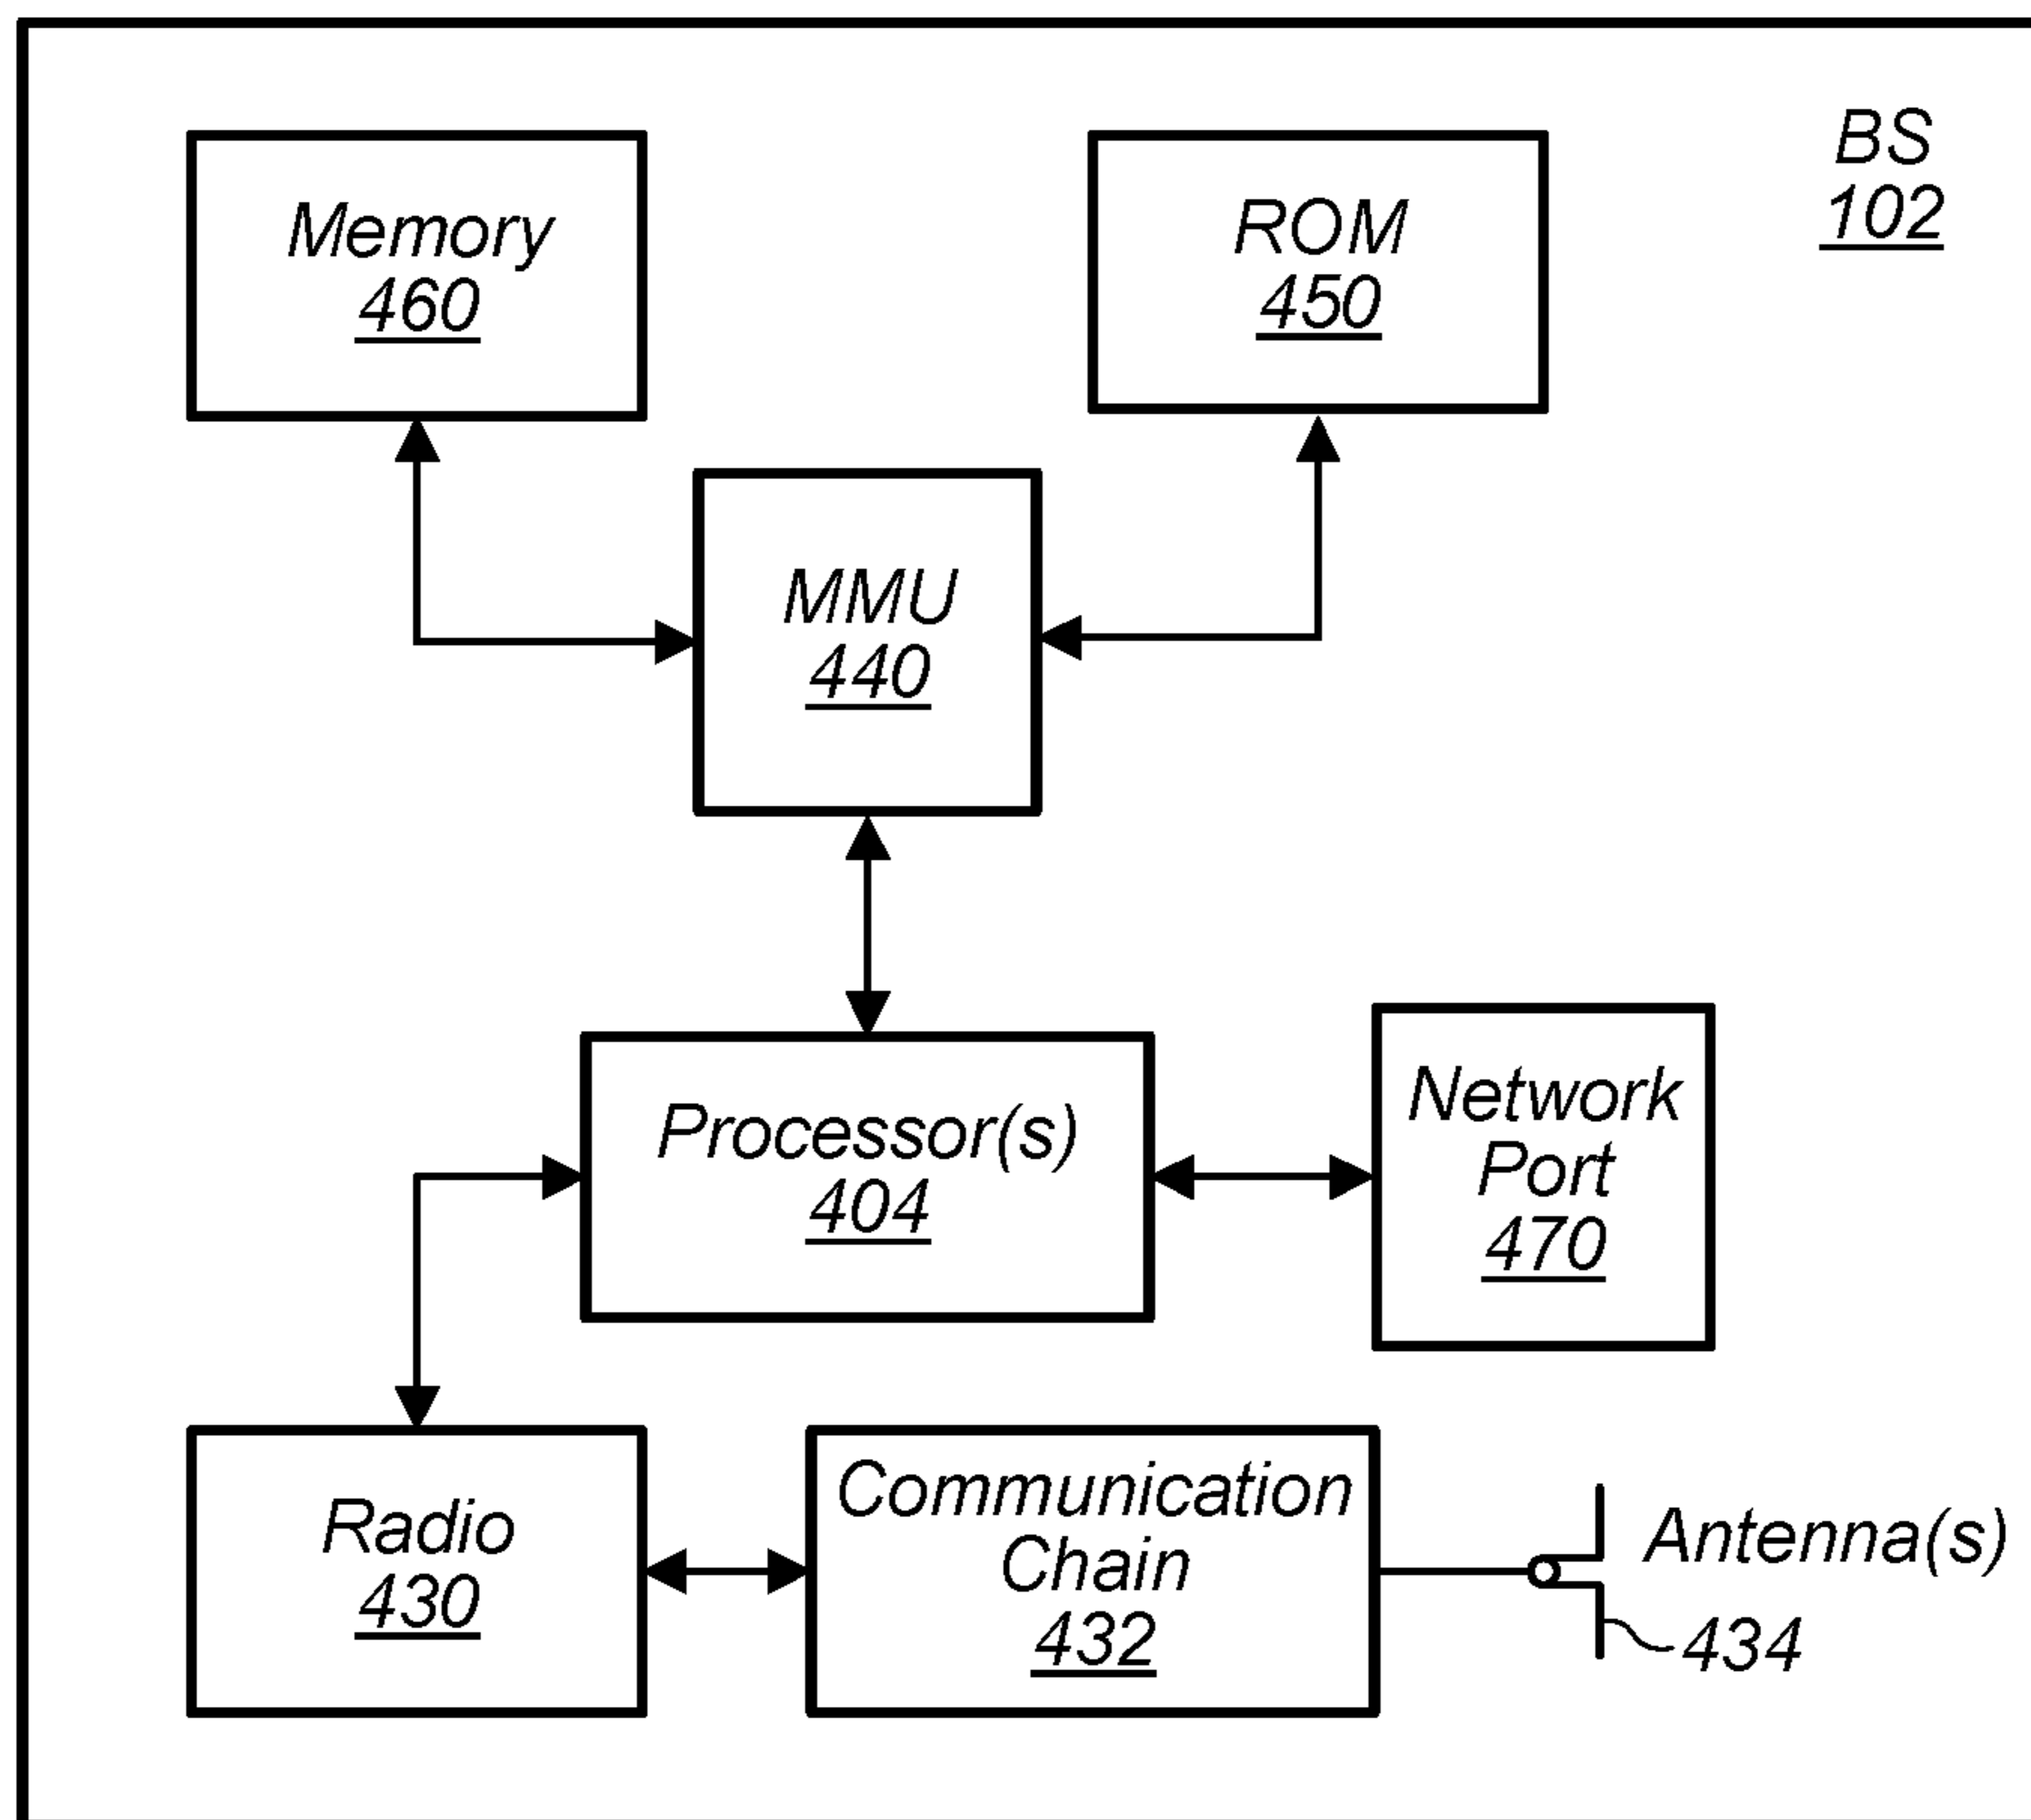 BS
102
Memory
460
ROM
450
MMU
440
Processor(s)
404
Network
Port
470
Radio
430
Communication
Chain
432
Antenna(s)
434